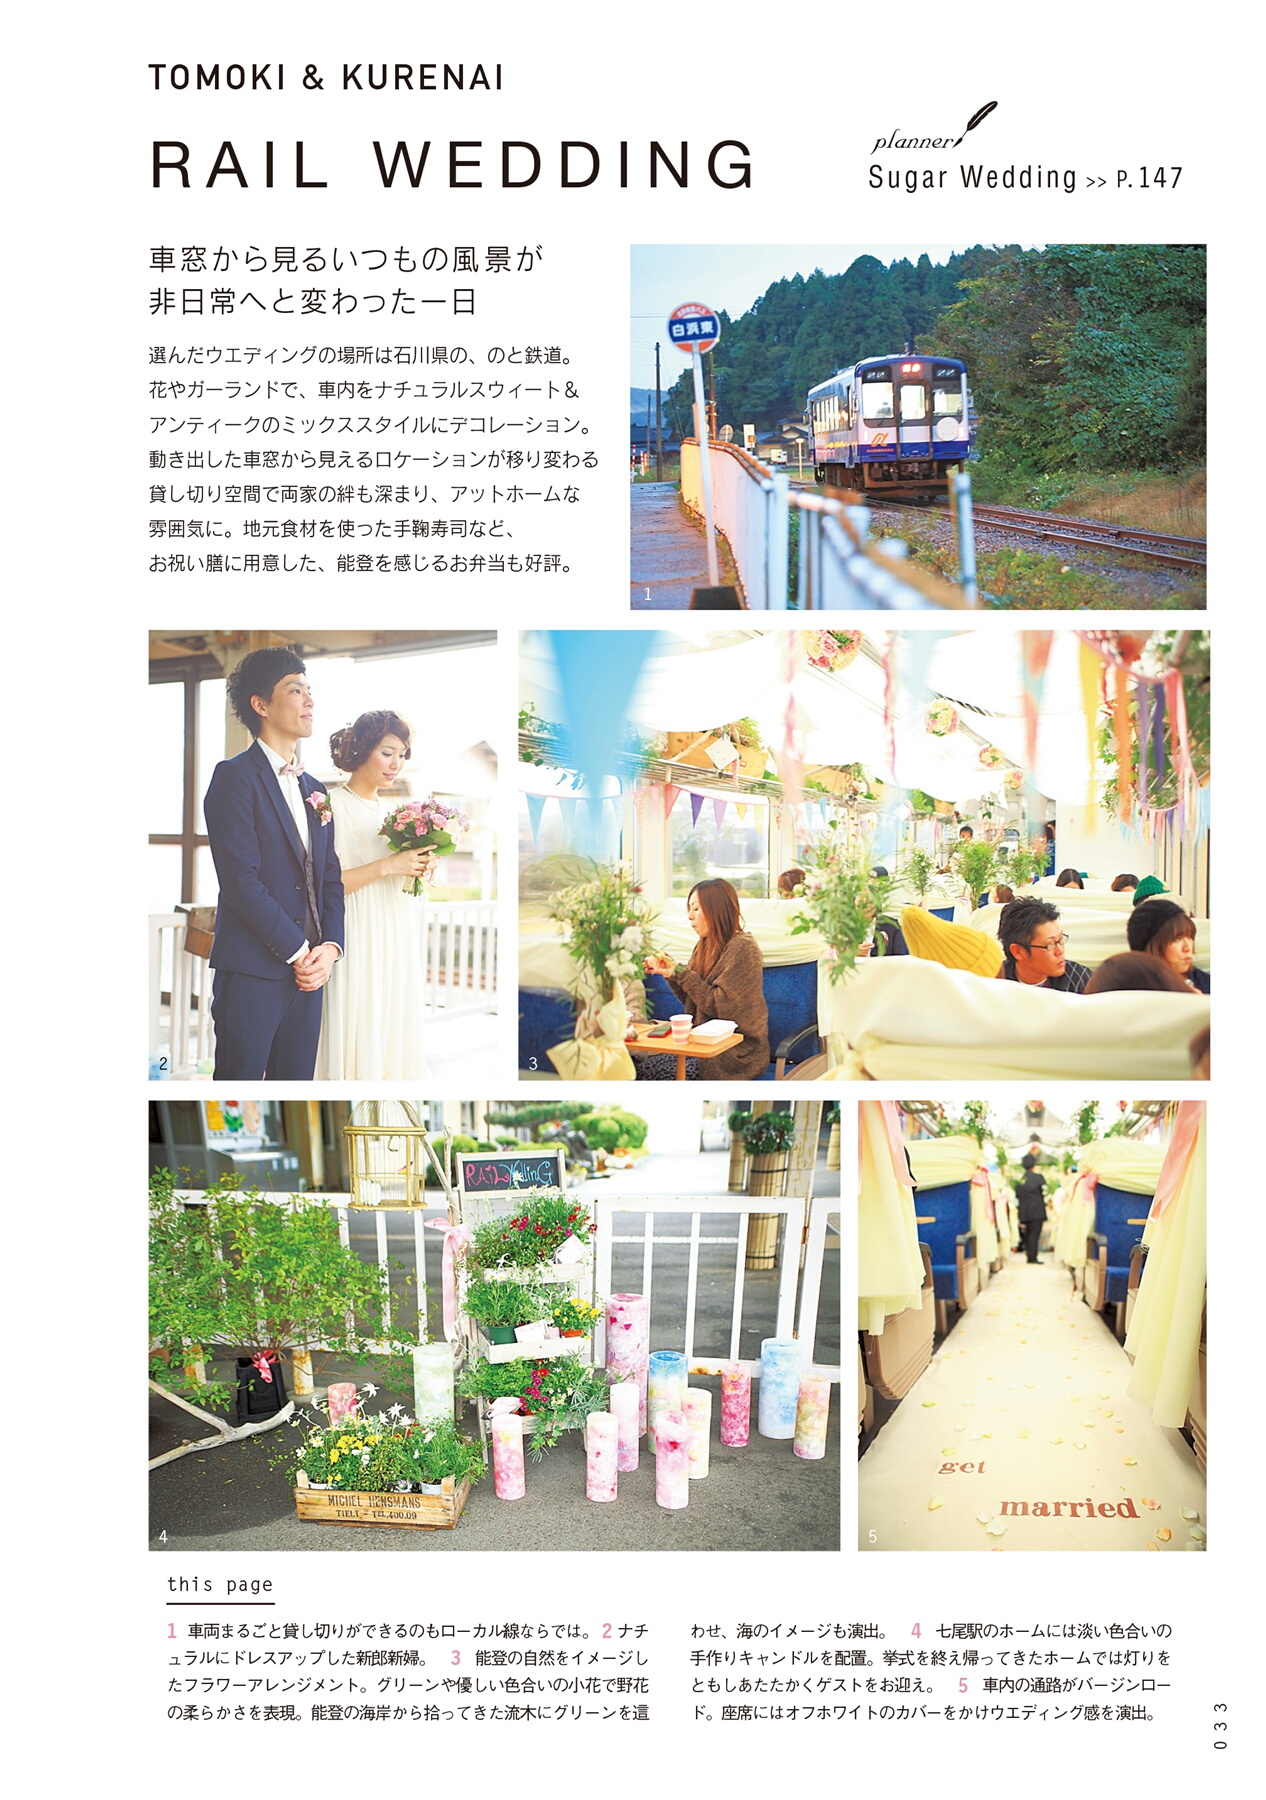 TOMOKI & KURENAI
RAIL WEDDING
planner
Sugar Wedding >> P.147
車窓から見るいつもの風景が
非日常へと変わった一日
選んだウエディングの場所は石川県の、のと鉄道。
花やガーランドで、車内をナチュラルスウィート＆
アンティークのミックススタイルにデコレーション。
動き出した車窓から見えるロケーションが移り変わる
貸し切り空間で両家の絆も深まり、アットホームな
雰囲気に。地元食材を使った手鞠寿司など、
お祝い膳に用意した、能登を感じるお弁当も好評。
白浜東
1
2
3
RAIL WeddinG
MICHEL HENSMANS
TIELT - TEL.400.09
4
get
married
5
this page
1 車両まるごと貸し切りができるのもローカル線ならでは。 2 ナチ
ュラルにドレスアップした新郎新婦。 3 能登の自然をイメージし
たフラワーアレンジメント。グリーンや優しい色合いの小花で野花
の柔らかさを表現。能登の海岸から拾ってきた流木にグリーンを這
わせ、海のイメージも演出。 4 七尾駅のホームには淡い色合いの
手作りキャンドルを配置。挙式を終え帰ってきたホームでは灯りを
ともしあたたかくゲストをお迎え。 5 車内の通路がバージンロー
ド。座席にはオフホワイトのカバーをかけウエディング感を演出。
033